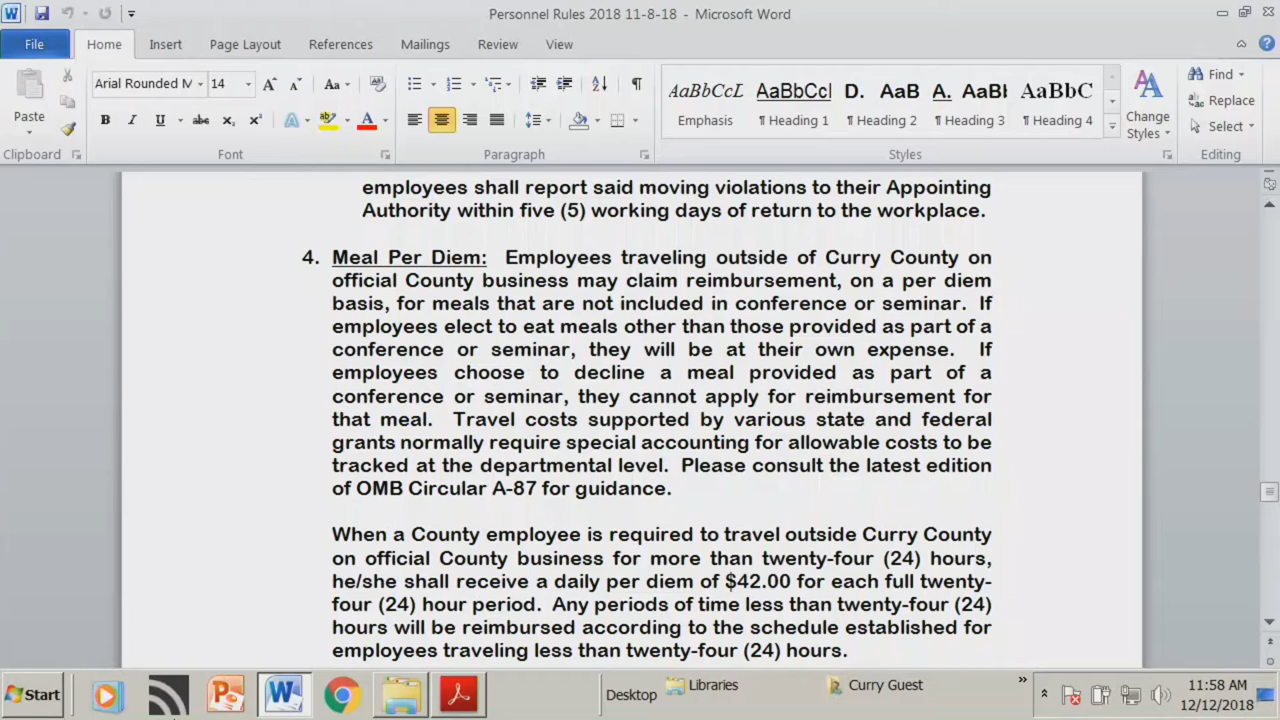 Personnel Rules 2018 11-8-18 - Microsoft Word
File Home Insert Page Layout References Mailings Review View
Arial Rounded M 14 Aa AaBbCcL AaBbCcI D. AaB A. AaBb AaBbC Find
Paste Emphasis ¶ Heading 1 ¶ Heading 2 ¶ Heading 3 ¶ Heading 4 Change Styles Replace
B I U abc x₂ x² A ab A Select
Clipboard Font Paragraph Styles Editing
employees shall report said moving violations to their Appointing
Authority within five (5) working days of return to the workplace.
4. Meal Per Diem: Employees traveling outside of Curry County on
official County business may claim reimbursement, on a per diem
basis, for meals that are not included in conference or seminar. If
employees elect to eat meals other than those provided as part of a
conference or seminar, they will be at their own expense. If
employees choose to decline a meal provided as part of a
conference or seminar, they cannot apply for reimbursement for
that meal. Travel costs supported by various state and federal
grants normally require special accounting for allowable costs to be
tracked at the departmental level. Please consult the latest edition
of OMB Circular A-87 for guidance.
When a County employee is required to travel outside Curry County
on official County business for more than twenty-four (24) hours,
he/she shall receive a daily per diem of $42.00 for each full twenty-
four (24) hour period. Any periods of time less than twenty-four (24)
hours will be reimbursed according to the schedule established for
employees traveling less than twenty-four (24) hours.
Start Desktop Libraries Curry Guest » 11:58 AM
12/12/2018